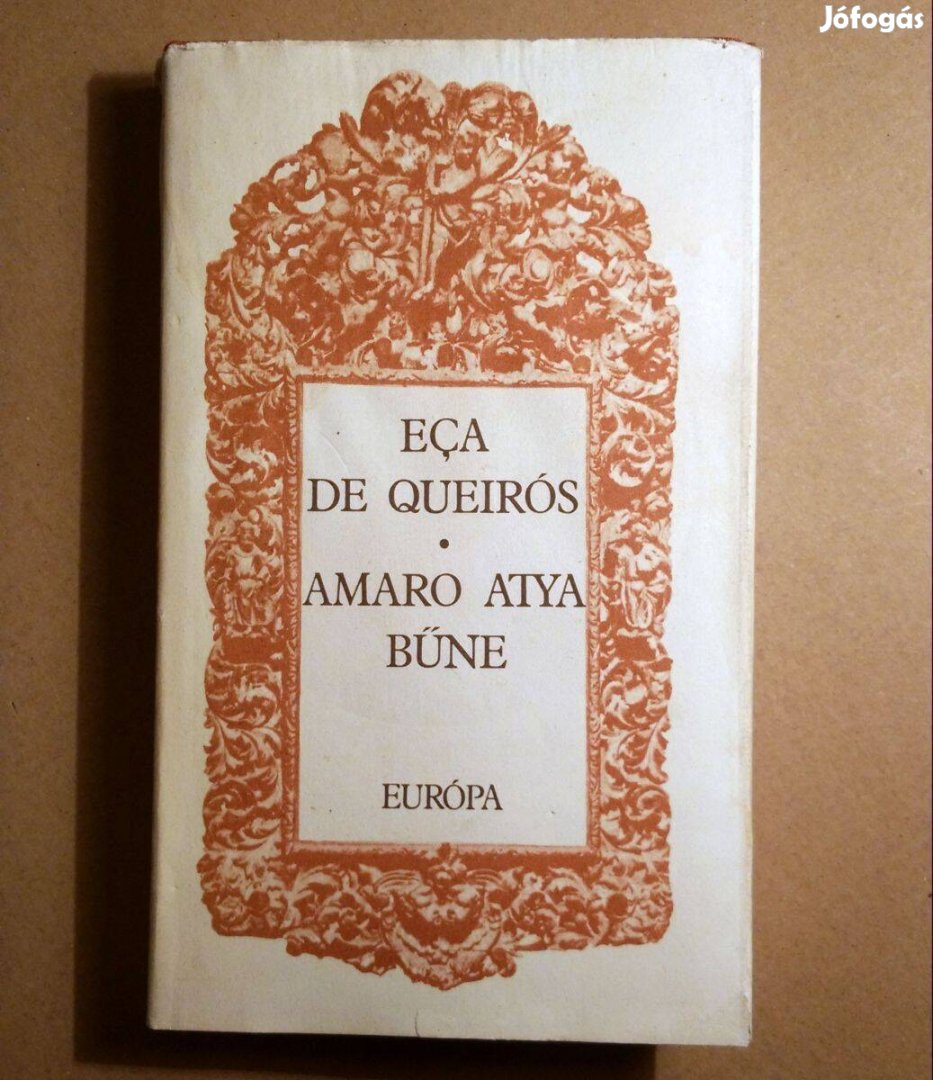 Jófogás
EÇA
DE QUEIRÓS
•
AMARO ATYA
BŰNE
EURÓPA